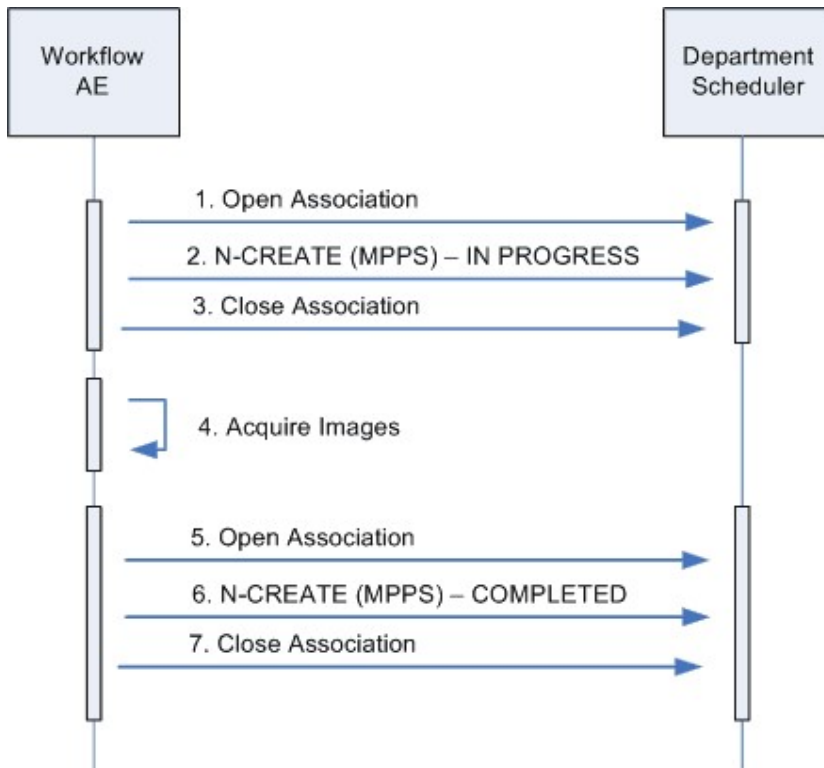 Workflow
AE
Department
Scheduler
1. Open Association
2. N-CREATE (MPPS) – IN PROGRESS
3. Close Association
4. Acquire Images
5. Open Association
6. N-CREATE (MPPS) – COMPLETED
7. Close Association